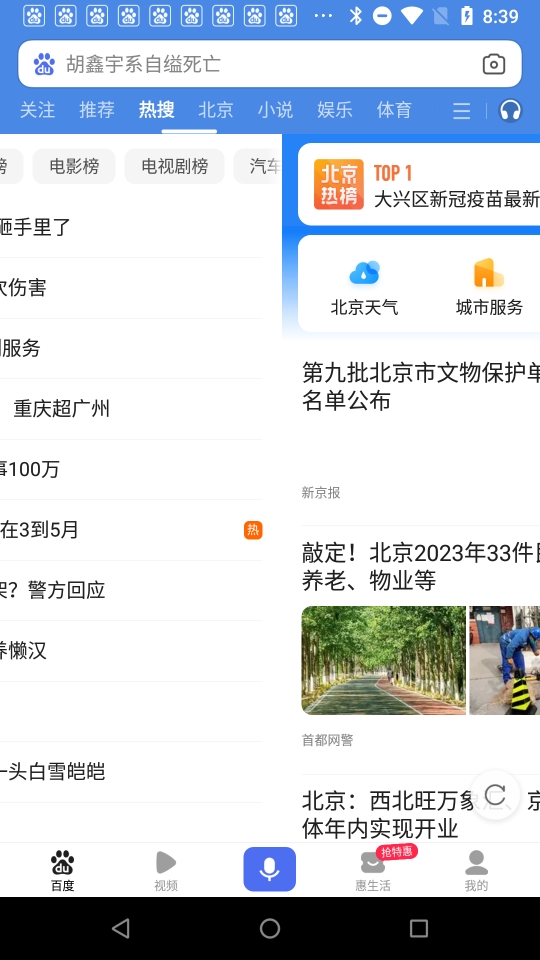 8:39
胡鑫宇系自缢死亡
关注 推荐 热搜 北京 小说 娱乐 体育
榜 电影榜 电视剧榜 汽车
砸手里了
次伤害
服务
重庆超广州
事100万
在3到5月 热
架？警方回应
养懒汉
一头白雪皑皑
北京热榜
TOP 1
大兴区新冠疫苗最新
北京天气 城市服务
第九批北京市文物保护单
名单公布
新京报
敲定！北京2023年33件民
养老、物业等
首都网警
北京：西北旺万象汇、京
体年内实现开业
抢特惠
百度 视频 惠生活 我的